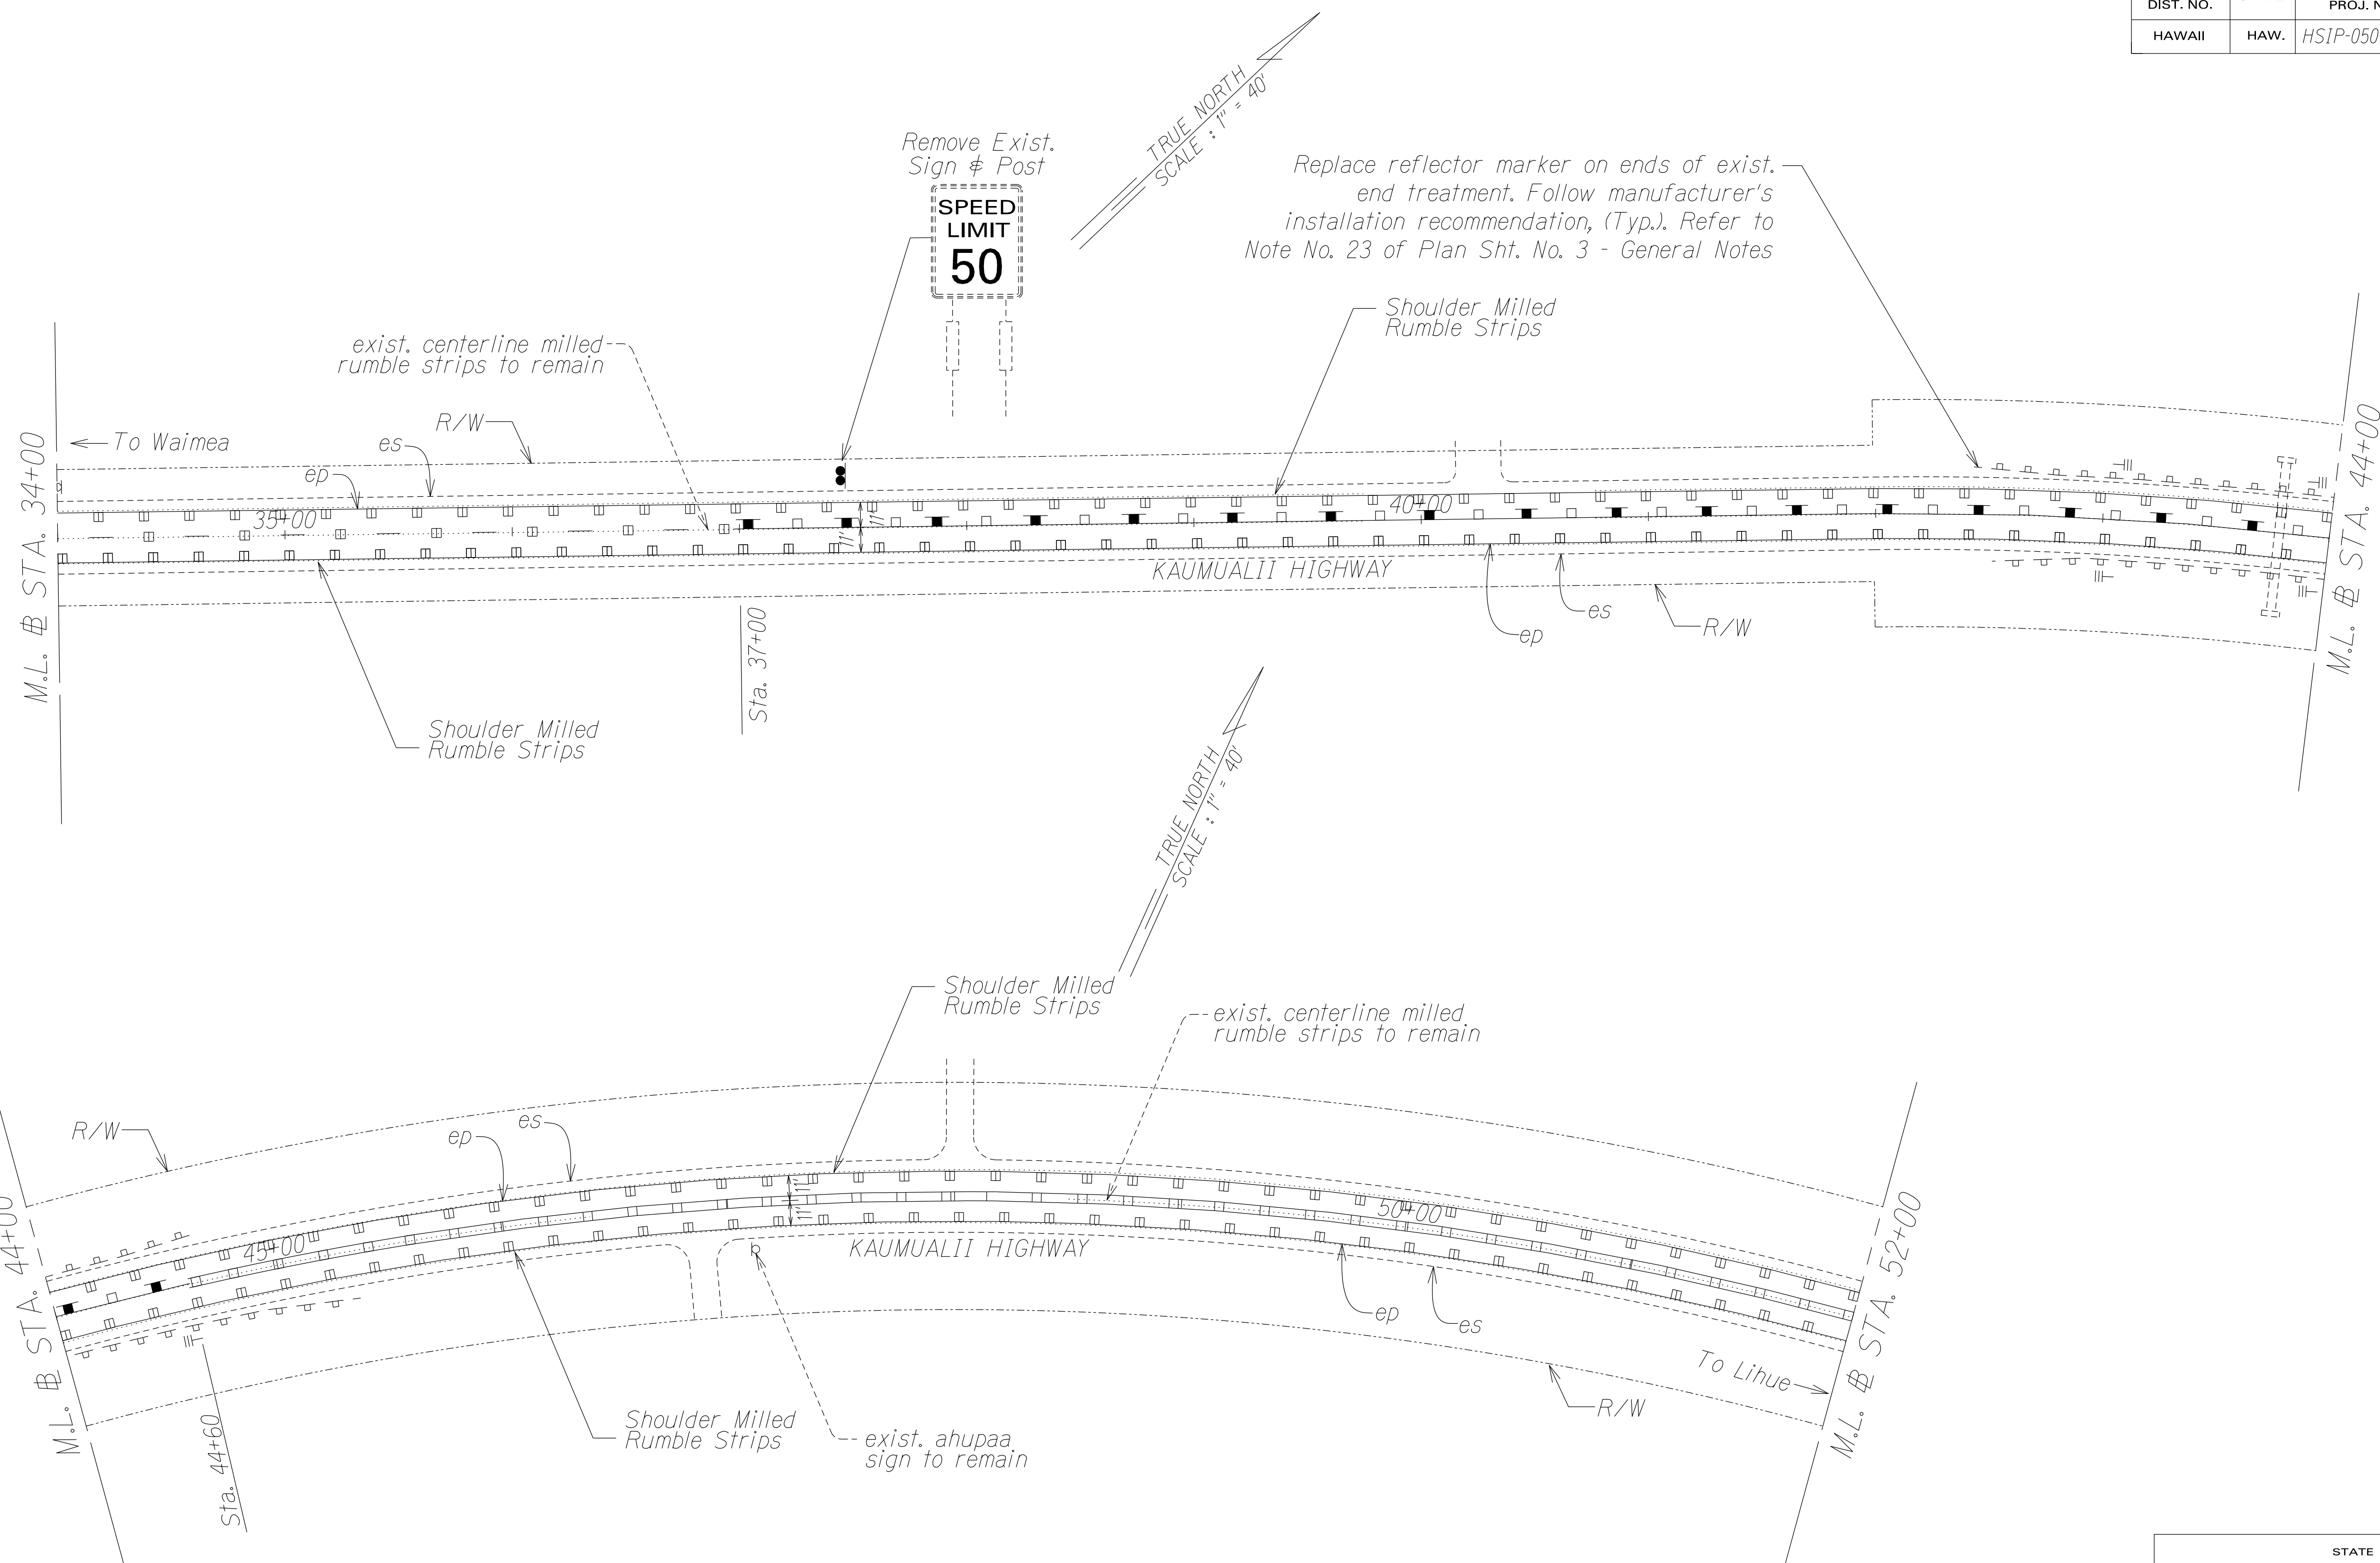 DIST. NO.
PROJ. N
HAWAII
HAW.
HSIP-050
TRUE NORTH
SCALE : 1" = 40'
Remove Exist.
Sign & Post
SPEED
LIMIT
50
Replace reflector marker on ends of exist.
end treatment. Follow manufacturer's
installation recommendation, (Typ.). Refer to
Note No. 23 of Plan Sht. No. 3 - General Notes
Shoulder Milled
Rumble Strips
exist. centerline milled
rumble strips to remain
R/W
To Waimea
es
ep
M.L. B STA. 34+00
35+00
11'
11'
40+00
M.L. B STA. 44+00
KAUMUALII HIGHWAY
es
ep
R/W
Sta. 37+00
Shoulder Milled
Rumble Strips
TRUE NORTH
SCALE : 1" = 40'
Shoulder Milled
Rumble Strips
exist. centerline milled
rumble strips to remain
R/W
ep
es
M.L. B STA. 44+00
45+00
11'
11'
50+00
M.L. B STA. 52+00
KAUMUALII HIGHWAY
ep
es
To Lihue
R/W
Sta. 44+60
Shoulder Milled
Rumble Strips
exist. ahupaa
sign to remain
STATE